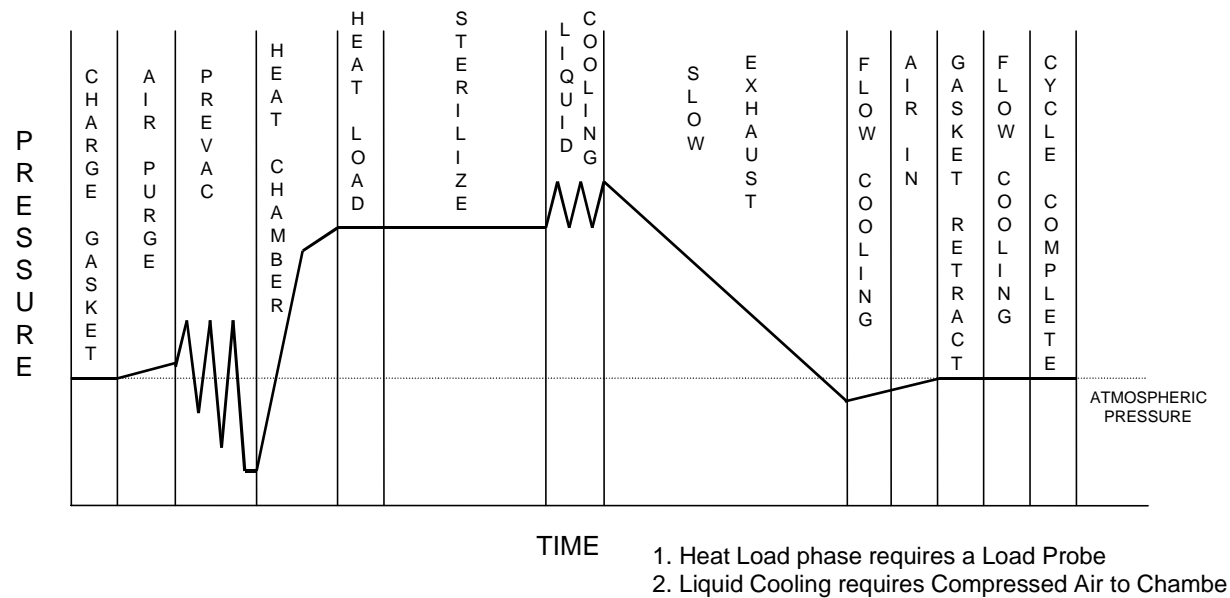 PRESSURE
CHARGE GASKET
AIR PURGE
PREVAC
HEAT CHAMBER
HEAT LOAD
STERILIZE
LIQUID
COOLING
SLOW
EXHAUST
FLOW COOLING
AIR IN
GASKET RETRACT
FLOW COOLING
CYCLE COMPLETE
ATMOSPHERIC
PRESSURE
TIME
1. Heat Load phase requires a Load Probe
2. Liquid Cooling requires Compressed Air to Chambe